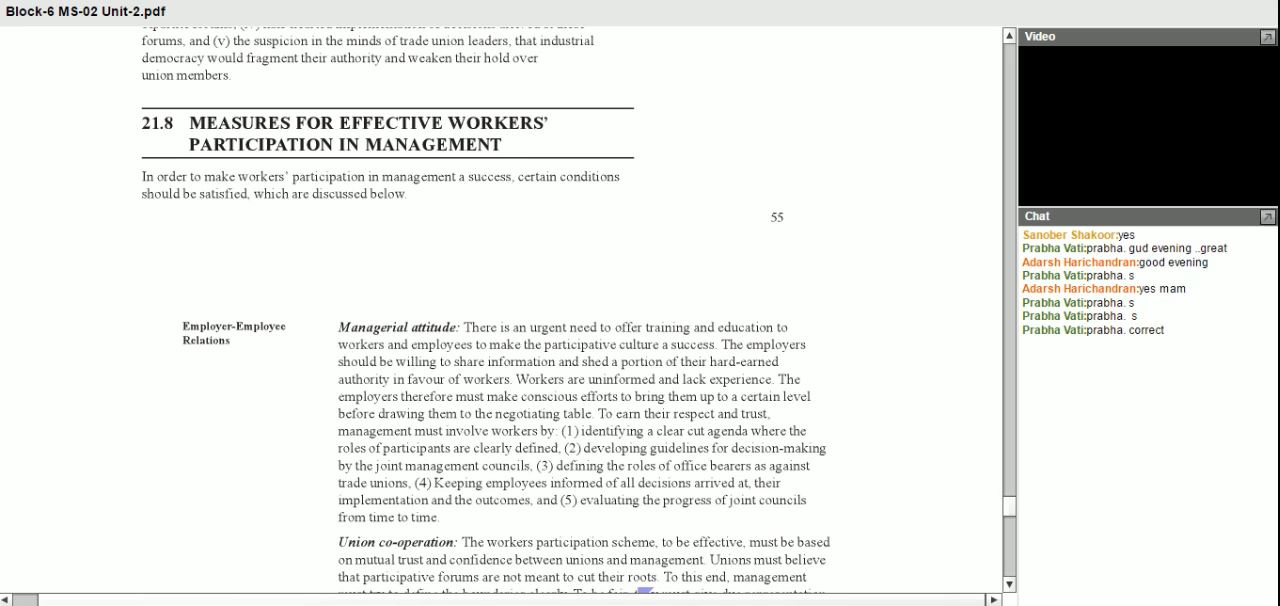 Block-6 MS-02 Unit-2.pdf
forums, and (v) the suspicion in the minds of trade union leaders, that industrial
democracy would fragment their authority and weaken their hold over
union members.
21.8 MEASURES FOR EFFECTIVE WORKERS'
PARTICIPATION IN MANAGEMENT
In order to make workers' participation in management a success, certain conditions
should be satisfied, which are discussed below.
55
Employer-Employee
Relations
Managerial attitude: There is an urgent need to offer training and education to
workers and employees to make the participative culture a success. The employers
should be willing to share information and shed a portion of their hard-earned
authority in favour of workers. Workers are uninformed and lack experience. The
employers therefore must make conscious efforts to bring them up to a certain level
before drawing them to the negotiating table. To earn their respect and trust,
management must involve workers by: (1) identifying a clear cut agenda where the
roles of participants are clearly defined, (2) developing guidelines for decision-making
by the joint management councils, (3) defining the roles of office bearers as against
trade unions, (4) Keeping employees informed of all decisions arrived at, their
implementation and the outcomes, and (5) evaluating the progress of joint councils
from time to time.
Union co-operation: The workers participation scheme, to be effective, must be based
on mutual trust and confidence between unions and management. Unions must believe
that participative forums are not meant to cut their roots. To this end, management
Video
Chat
Sanober Shakoor:yes
Prabha Vati:prabha. gud evening ..great
Adarsh Harichandran:good evening
Prabha Vati:prabha. s
Adarsh Harichandran:yes mam
Prabha Vati:prabha. s
Prabha Vati:prabha. s
Prabha Vati:prabha. correct